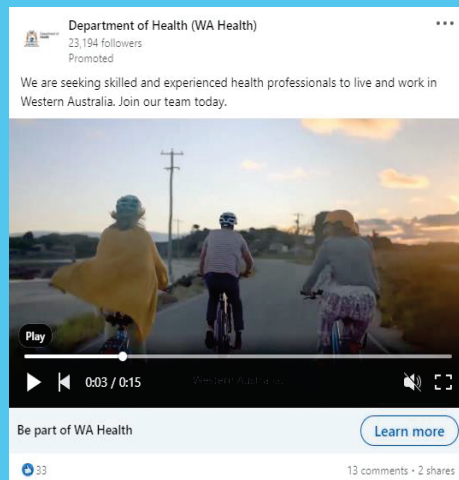 Department of Health (WA Health)
23,194 followers
Promoted
We are seeking skilled and experienced health professionals to live and work in
Western Australia. Join our team today.
Play
0:03 / 0:15
Western Australia.
Be part of WA Health
Learn more
33
13 comments • 2 shares